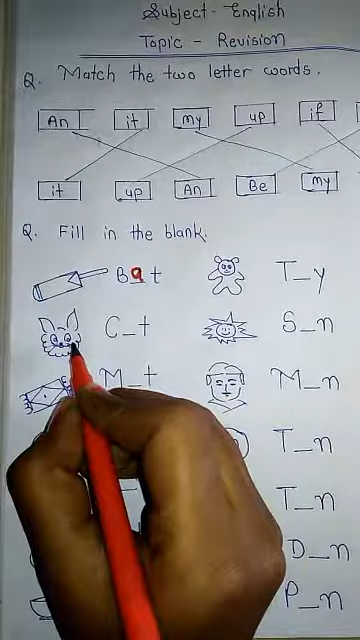 Subject - English
Topic - Revision
Q. Match the two letter words.
An it my up if
it up An Be my
Q. Fill in the blank.
Bat T_y
C_t S_n
M_t M_n
T_n
T_n
D_n
P_n